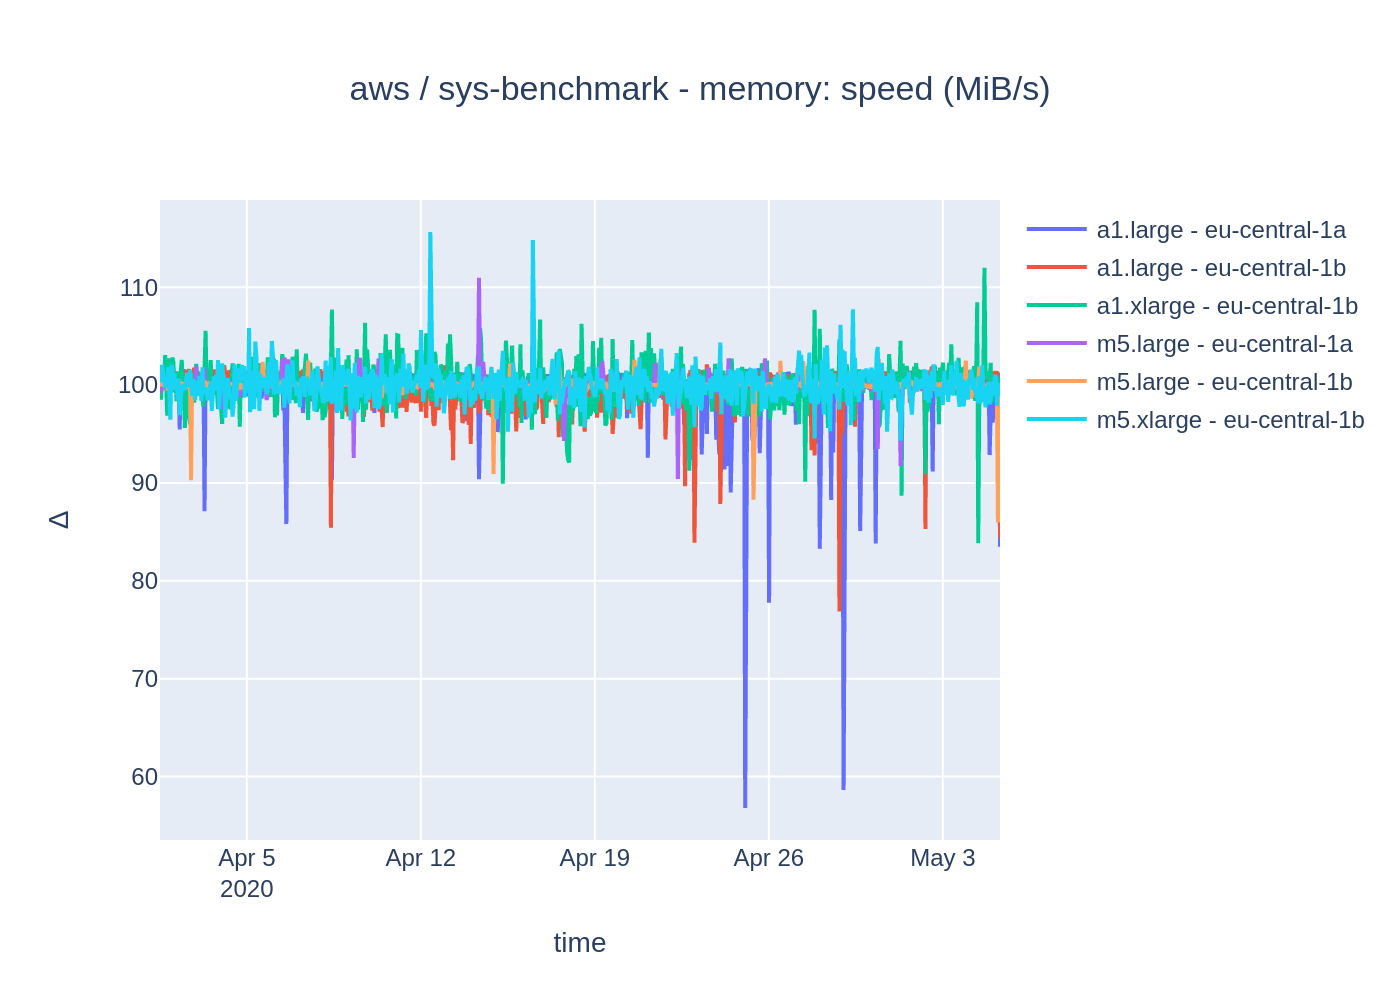 aws / sys-benchmark - memory: speed (MiB/s)
a1.large - eu-central-1a
a1.large - eu-central-1b
a1.xlarge - eu-central-1b
m5.large - eu-central-1a
m5.large - eu-central-1b
m5.xlarge - eu-central-1b
110
100
90
80
70
60
Δ
Apr 5
2020
Apr 12
Apr 19
Apr 26
May 3
time